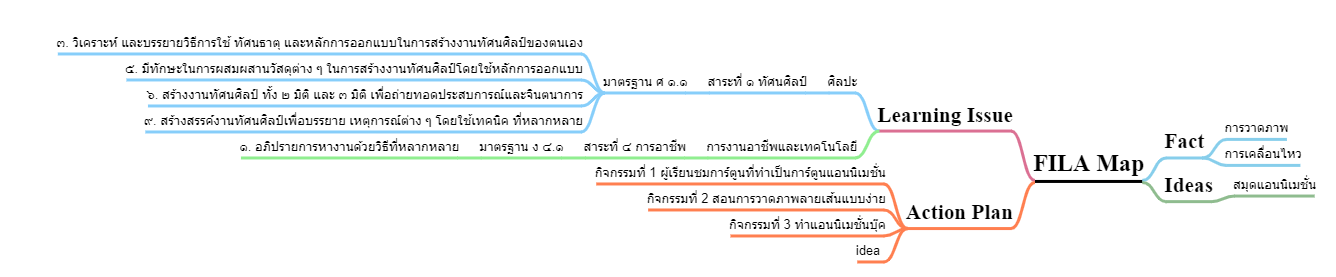 ๓. วิเคราะห์ และบรรยายวิธีการใช้ ทัศนธาตุ และหลักการออกแบบในการสร้างงานทัศนศิลป์ของตนเอง
๕. มีทักษะในการผสมผสานวัสดุต่าง ๆ ในการสร้างงานทัศนศิลป์โดยใช้หลักการออกแบบ
มาตรฐาน ศ ๑.๑ สาระที่ ๑ ทัศนศิลป์ ศิลปะ
๖. สร้างงานทัศนศิลป์ ทั้ง ๒ มิติ และ ๓ มิติ เพื่อถ่ายทอดประสบการณ์และจินตนาการ
๙. สร้างสรรค์งานทัศนศิลป์เพื่อบรรยาย เหตุการณ์ต่าง ๆ โดยใช้เทคนิค ที่หลากหลาย
Learning Issue
๑. อภิปรายการหางานด้วยวิธีที่หลากหลาย มาตรฐาน ง ๔.๑ สาระที่ ๔ การอาชีพ การงานอาชีพและเทคโนโลยี
FILA Map
Fact
การวาดภาพ
การเคลื่อนไหว
Ideas
สมุดแอนนิเมชั่น
กิจกรรมที่ 1 ผู้เรียนชมการ์ตูนที่ทำเป็นการ์ตูนแอนนิเมชั่น
กิจกรรมที่ 2 สอนการวาดภาพลายเส้นแบบง่าย
Action Plan
กิจกรรมที่ 3 ทำแอนนิเมชั่นบุ๊ค
idea